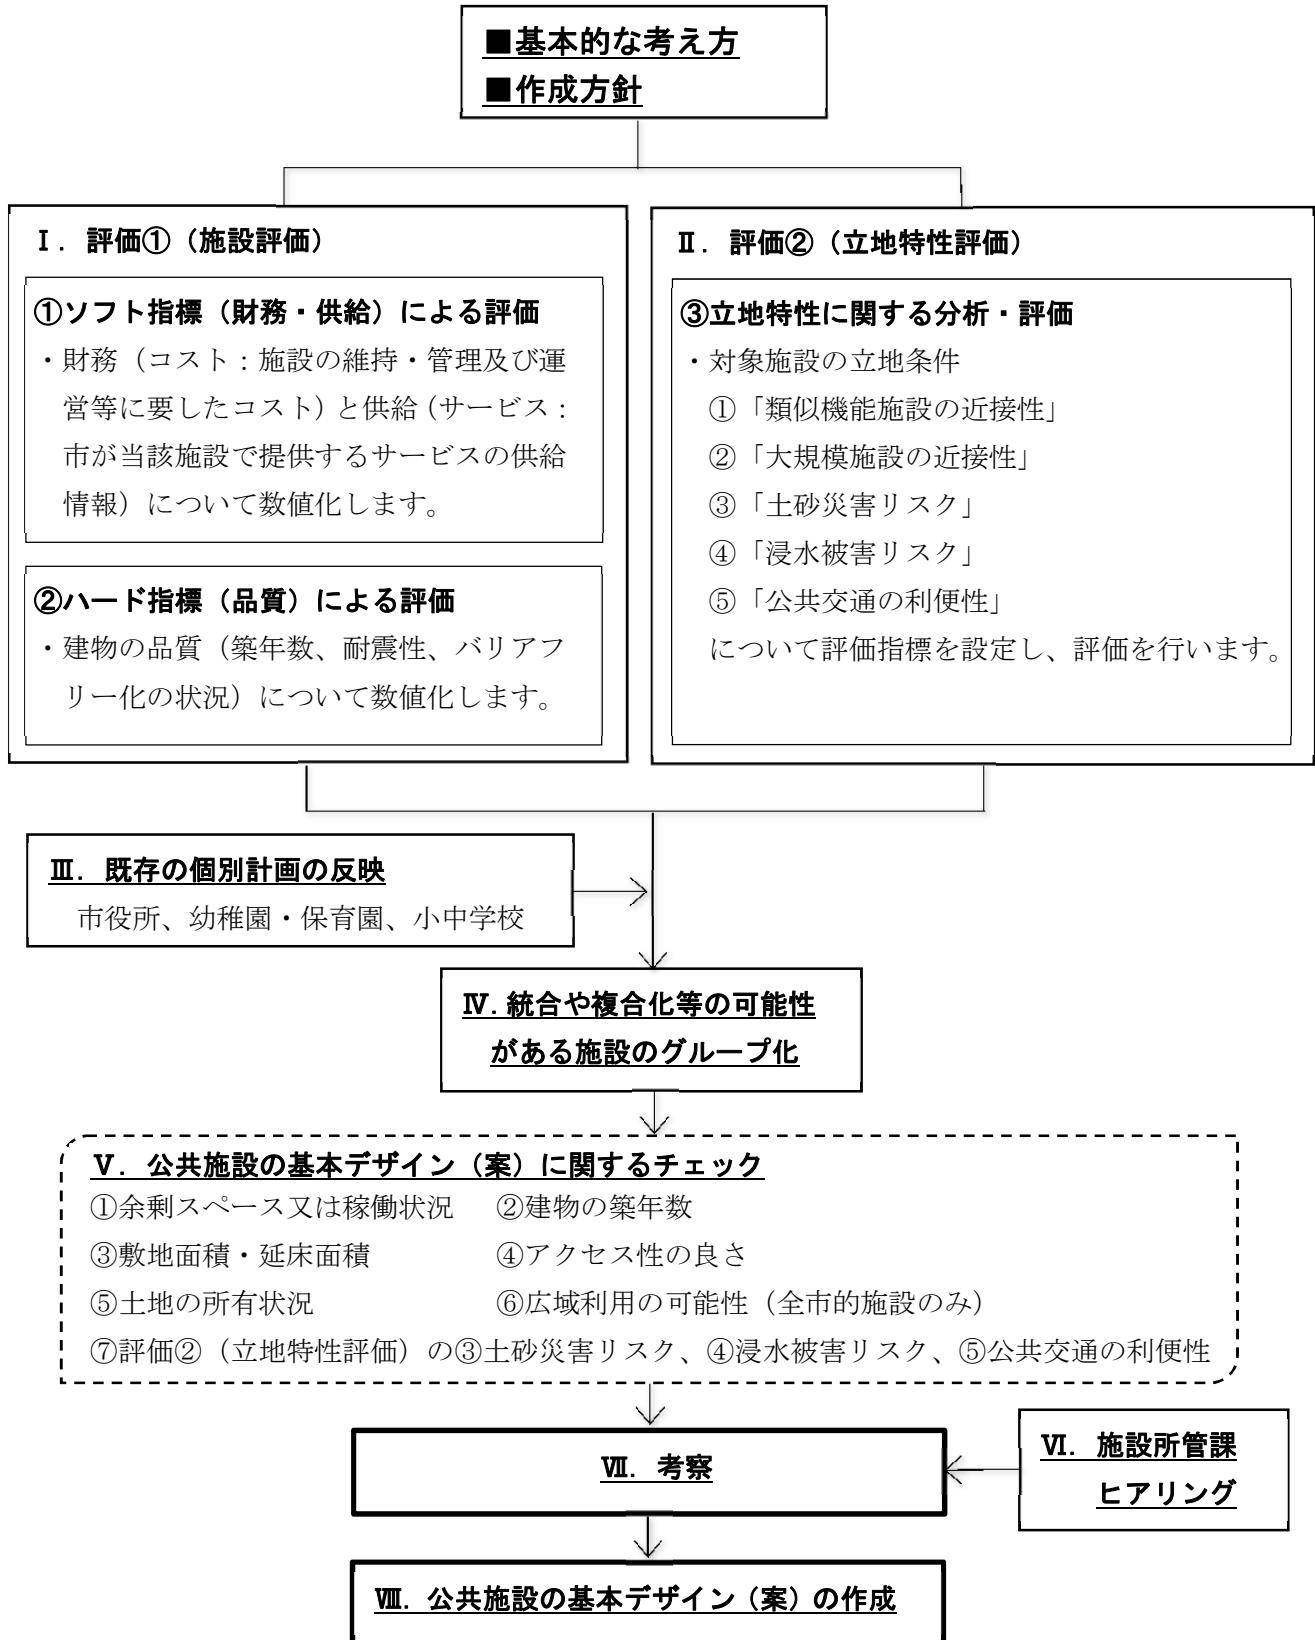 ■基本的な考え方
■作成方針
Ⅰ．評価①（施設評価）
①ソフト指標（財務・供給）による評価
・財務（コスト：施設の維持・管理及び運
営等に要したコスト）と供給（サービス：
市が当該施設で提供するサービスの供給
情報）について数値化します。
②ハード指標（品質）による評価
・建物の品質（築年数、耐震性、バリアフ
リー化の状況）について数値化します。
Ⅱ．評価②（立地特性評価）
③立地特性に関する分析・評価
・対象施設の立地条件
①「類似機能施設の近接性」
②「大規模施設の近接性」
③「土砂災害リスク」
④「浸水被害リスク」
⑤「公共交通の利便性」
について評価指標を設定し、評価を行います。
Ⅲ．既存の個別計画の反映
市役所、幼稚園・保育園、小中学校
Ⅳ．統合や複合化等の可能性
がある施設のグループ化
Ⅴ．公共施設の基本デザイン（案）に関するチェック
①余剰スペース又は稼働状況　②建物の築年数
③敷地面積・延床面積　④アクセス性の良さ
⑤土地の所有状況　⑥広域利用の可能性（全市的施設のみ）
⑦評価②（立地特性評価）の③土砂災害リスク、④浸水被害リスク、⑤公共交通の利便性
Ⅶ．考察
Ⅵ．施設所管課
ヒアリング
Ⅷ．公共施設の基本デザイン（案）の作成